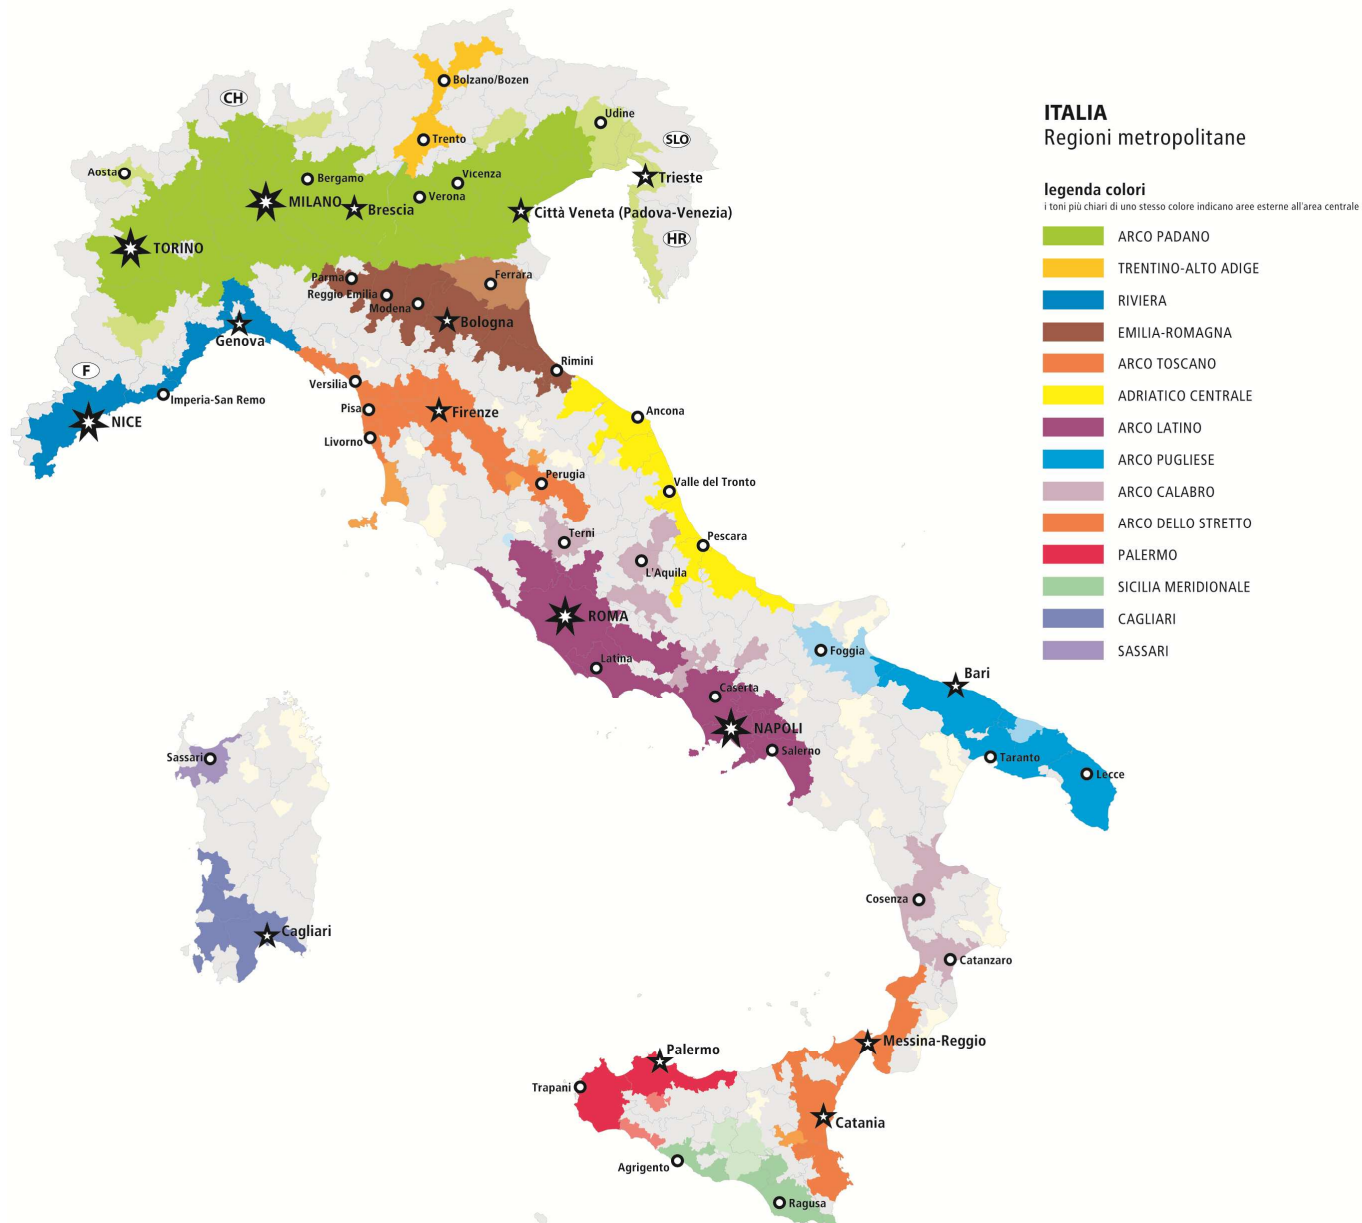 ITALIA
Regioni metropolitane
legenda colori
i toni più chiari di uno stesso colore indicano aree esterne all'area centrale
ARCO PADANO
TRENTINO-ALTO ADIGE
RIVIERA
EMILIA-ROMAGNA
ARCO TOSCANO
ADRIATICO CENTRALE
ARCO LATINO
ARCO PUGLIESE
ARCO CALABRO
ARCO DELLO STRETTO
PALERMO
SICILIA MERIDIONALE
CAGLIARI
SASSARI
Bolzano/Bozen
CH
Udine
Trento
SLO
Aosta
Bergamo
Vicenza
Trieste
Verona
MILANO
Brescia
Città Veneta (Padova-Venezia)
HR
TORINO
Parma
Ferrara
Reggio Emilia
Modena
Bologna
Genova
Rimini
F
Versilia
Imperia-San Remo
Pisa
Firenze
Ancona
NICE
Livorno
Perugia
Valle del Tronto
Terni
Pescara
L'Aquila
ROMA
Foggia
Latina
Bari
Caserta
NAPOLI
Salerno
Sassari
Taranto
Lecce
Cosenza
Cagliari
Catanzaro
Messina-Reggio
Palermo
Trapani
Catania
Agrigento
Ragusa